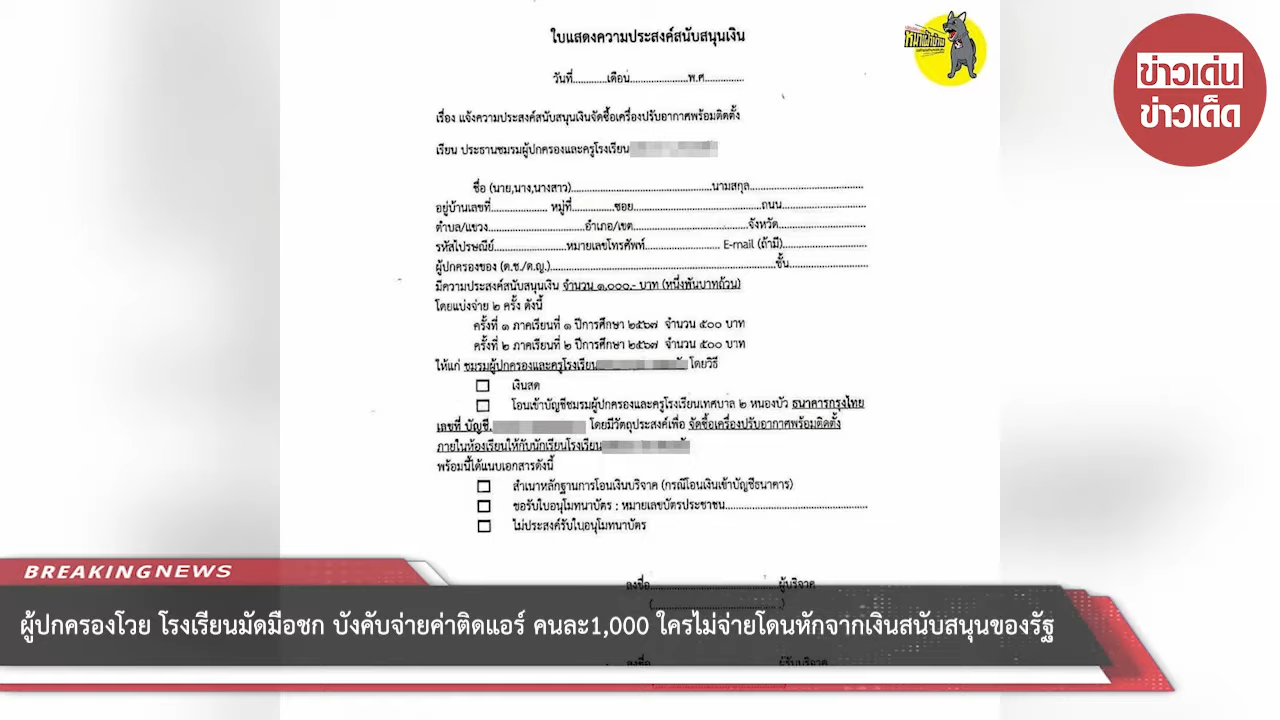 ใบแสดงความประสงค์สนับสนุนเงิน
หมาเฝ้าบ้าน
ข่าวเด่น
ข่าวเด็ด
วันที่............เดือน....................พ.ศ..............
เรื่อง แจ้งความประสงค์สนับสนุนเงินจัดซื้อเครื่องปรับอากาศพร้อมติดตั้ง
เรียน ประธานชมรมผู้ปกครองและครูโรงเรียน
ชื่อ (นาย,นาง,นางสาว)..............................................นามสกุล....................................
อยู่บ้านเลขที่................... หมู่ที่..............ซอย.........................................ถนน...........................
ตำบล/แขวง................................อำเภอ/เขต......................................จังหวัด............................
รหัสไปรษณีย์........................หมายเลขโทรศัพท์......................... E-mail (ถ้ามี)............................
ผู้ปกครองของ (ด.ช./ด.ญ.)...........................................................................ชั้น..........................
มีความประสงค์สนับสนุนเงิน จำนวน ๑,๐๐๐.- บาท (หนึ่งพันบาทถ้วน)
โดยแบ่งจ่าย ๒ ครั้ง ดังนี้
ครั้งที่ ๑ ภาคเรียนที่ ๑ ปีการศึกษา ๒๕๖๗ จำนวน ๕๐๐ บาท
ครั้งที่ ๒ ภาคเรียนที่ ๒ ปีการศึกษา ๒๕๖๗ จำนวน ๕๐๐ บาท
ให้แก่ ชมรมผู้ปกครองและครูโรงเรียน โดยวิธี
เงินสด
โอนเข้าบัญชีชมรมผู้ปกครองและครูโรงเรียนเทศบาล ๒ หนองบัว ธนาคารกรุงไทย
เลขที่ บัญชี. โดยมีวัตถุประสงค์เพื่อ จัดซื้อเครื่องปรับอากาศพร้อมติดตั้ง
ภายในห้องเรียนให้กับนักเรียนโรงเรียน
พร้อมนี้ได้แนบเอกสารดังนี้
สำเนาหลักฐานการโอนเงินบริจาค (กรณีโอนเงินเข้าบัญชีธนาคาร)
ขอรับใบอนุโมทนาบัตร : หมายเลขบัตรประชาชน................................................
ไม่ประสงค์รับใบอนุโมทนาบัตร
BREAKINGNEWS
ลงชื่อ..........................................ผู้บริจาค
ผู้ปกครองโวย โรงเรียนมัดมือชก บังคับจ่ายค่าติดแอร์ คนละ1,000 ใครไม่จ่ายโดนหักจากเงินสนับสนุนของรัฐ
ลงชื่อ..........................................ผู้รับบริจาค